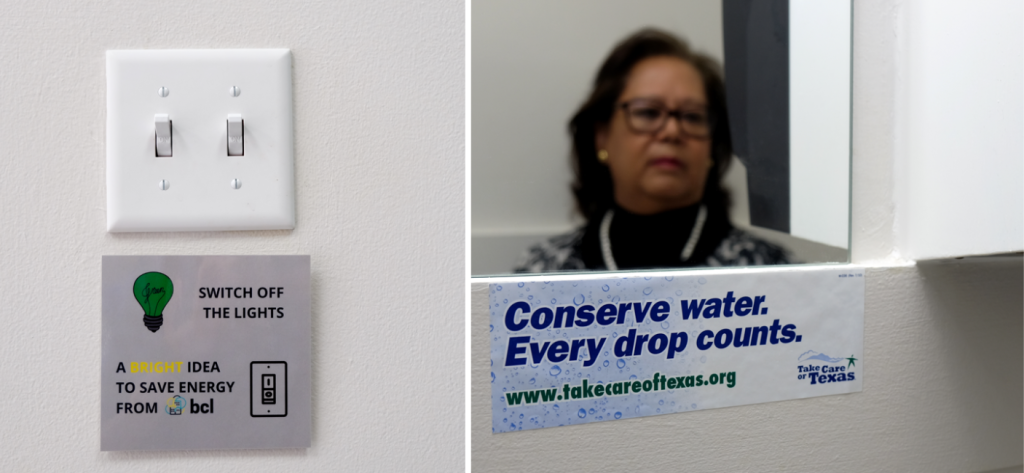 SWITCH OFF
THE LIGHTS
A BRIGHT IDEA
TO SAVE ENERGY
FROM bcl
Conserve water.
Every drop counts.
www.takecareoftexas.org
Take Care
OF Texas